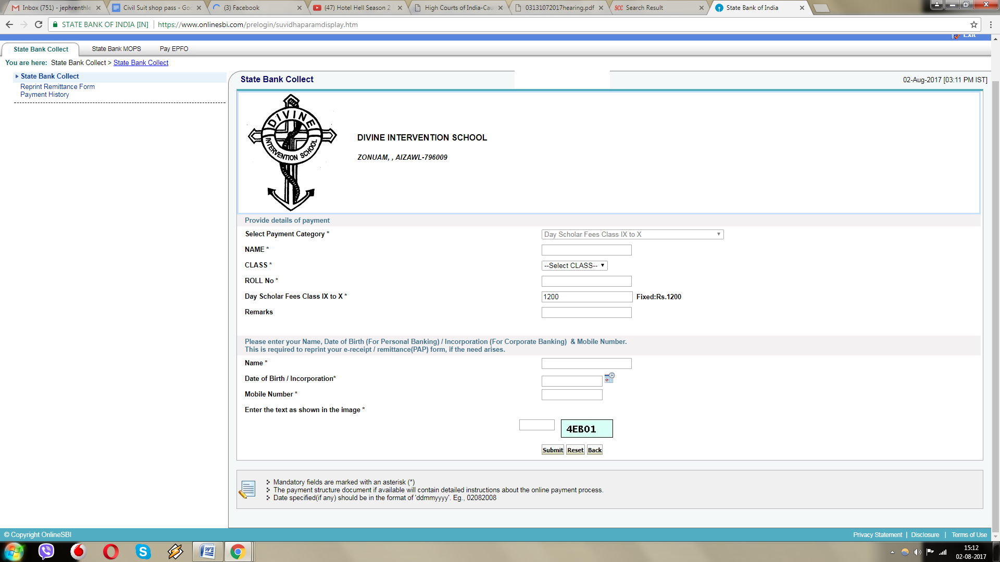 Inbox (751) - jephrenthle
Civil Suit shop pass - Goo
(3) Facebook
(47) Hotel Hell Season 2
High Courts of India-Cau
03131072017hearing.pdf
SCC Search Result
State Bank of India
STATE BANK OF INDIA [IN] https://www.onlinesbi.com/prelogin/suvidhaparamdisplay.htm
Exit
State Bank Collect State Bank MOPS Pay EPFO
You are here: State Bank Collect > State Bank Collect
State Bank Collect
Reprint Remittance Form
Payment History
State Bank Collect
02-Aug-2017 [03:11 PM IST]
DIVINE
INTERVENTION SCHOOL
DIVINE INTERVENTION SCHOOL
ZONUAM, , AIZAWL-796009
Provide details of payment
Select Payment Category * Day Scholar Fees Class IX to X
NAME *
CLASS * --Select CLASS--
ROLL No *
Day Scholar Fees Class IX to X * 1200 Fixed:Rs.1200
Remarks
Please enter your Name, Date of Birth (For Personal Banking) / Incorporation (For Corporate Banking) & Mobile Number.
This is required to reprint your e-receipt / remittance(PAP) form, if the need arises.
Name *
Date of Birth / Incorporation*
Mobile Number *
Enter the text as shown in the image *
4EB01
Submit Reset Back
Mandatory fields are marked with an asterisk (*)
The payment structure document if available will contain detailed instructions about the online payment process.
Date specified(if any) should be in the format of 'ddmmyyyy'. Eg., 02082008
© Copyright OnlineSBI
Privacy Statement | Disclosure | Terms of Use
15:12
02-08-2017